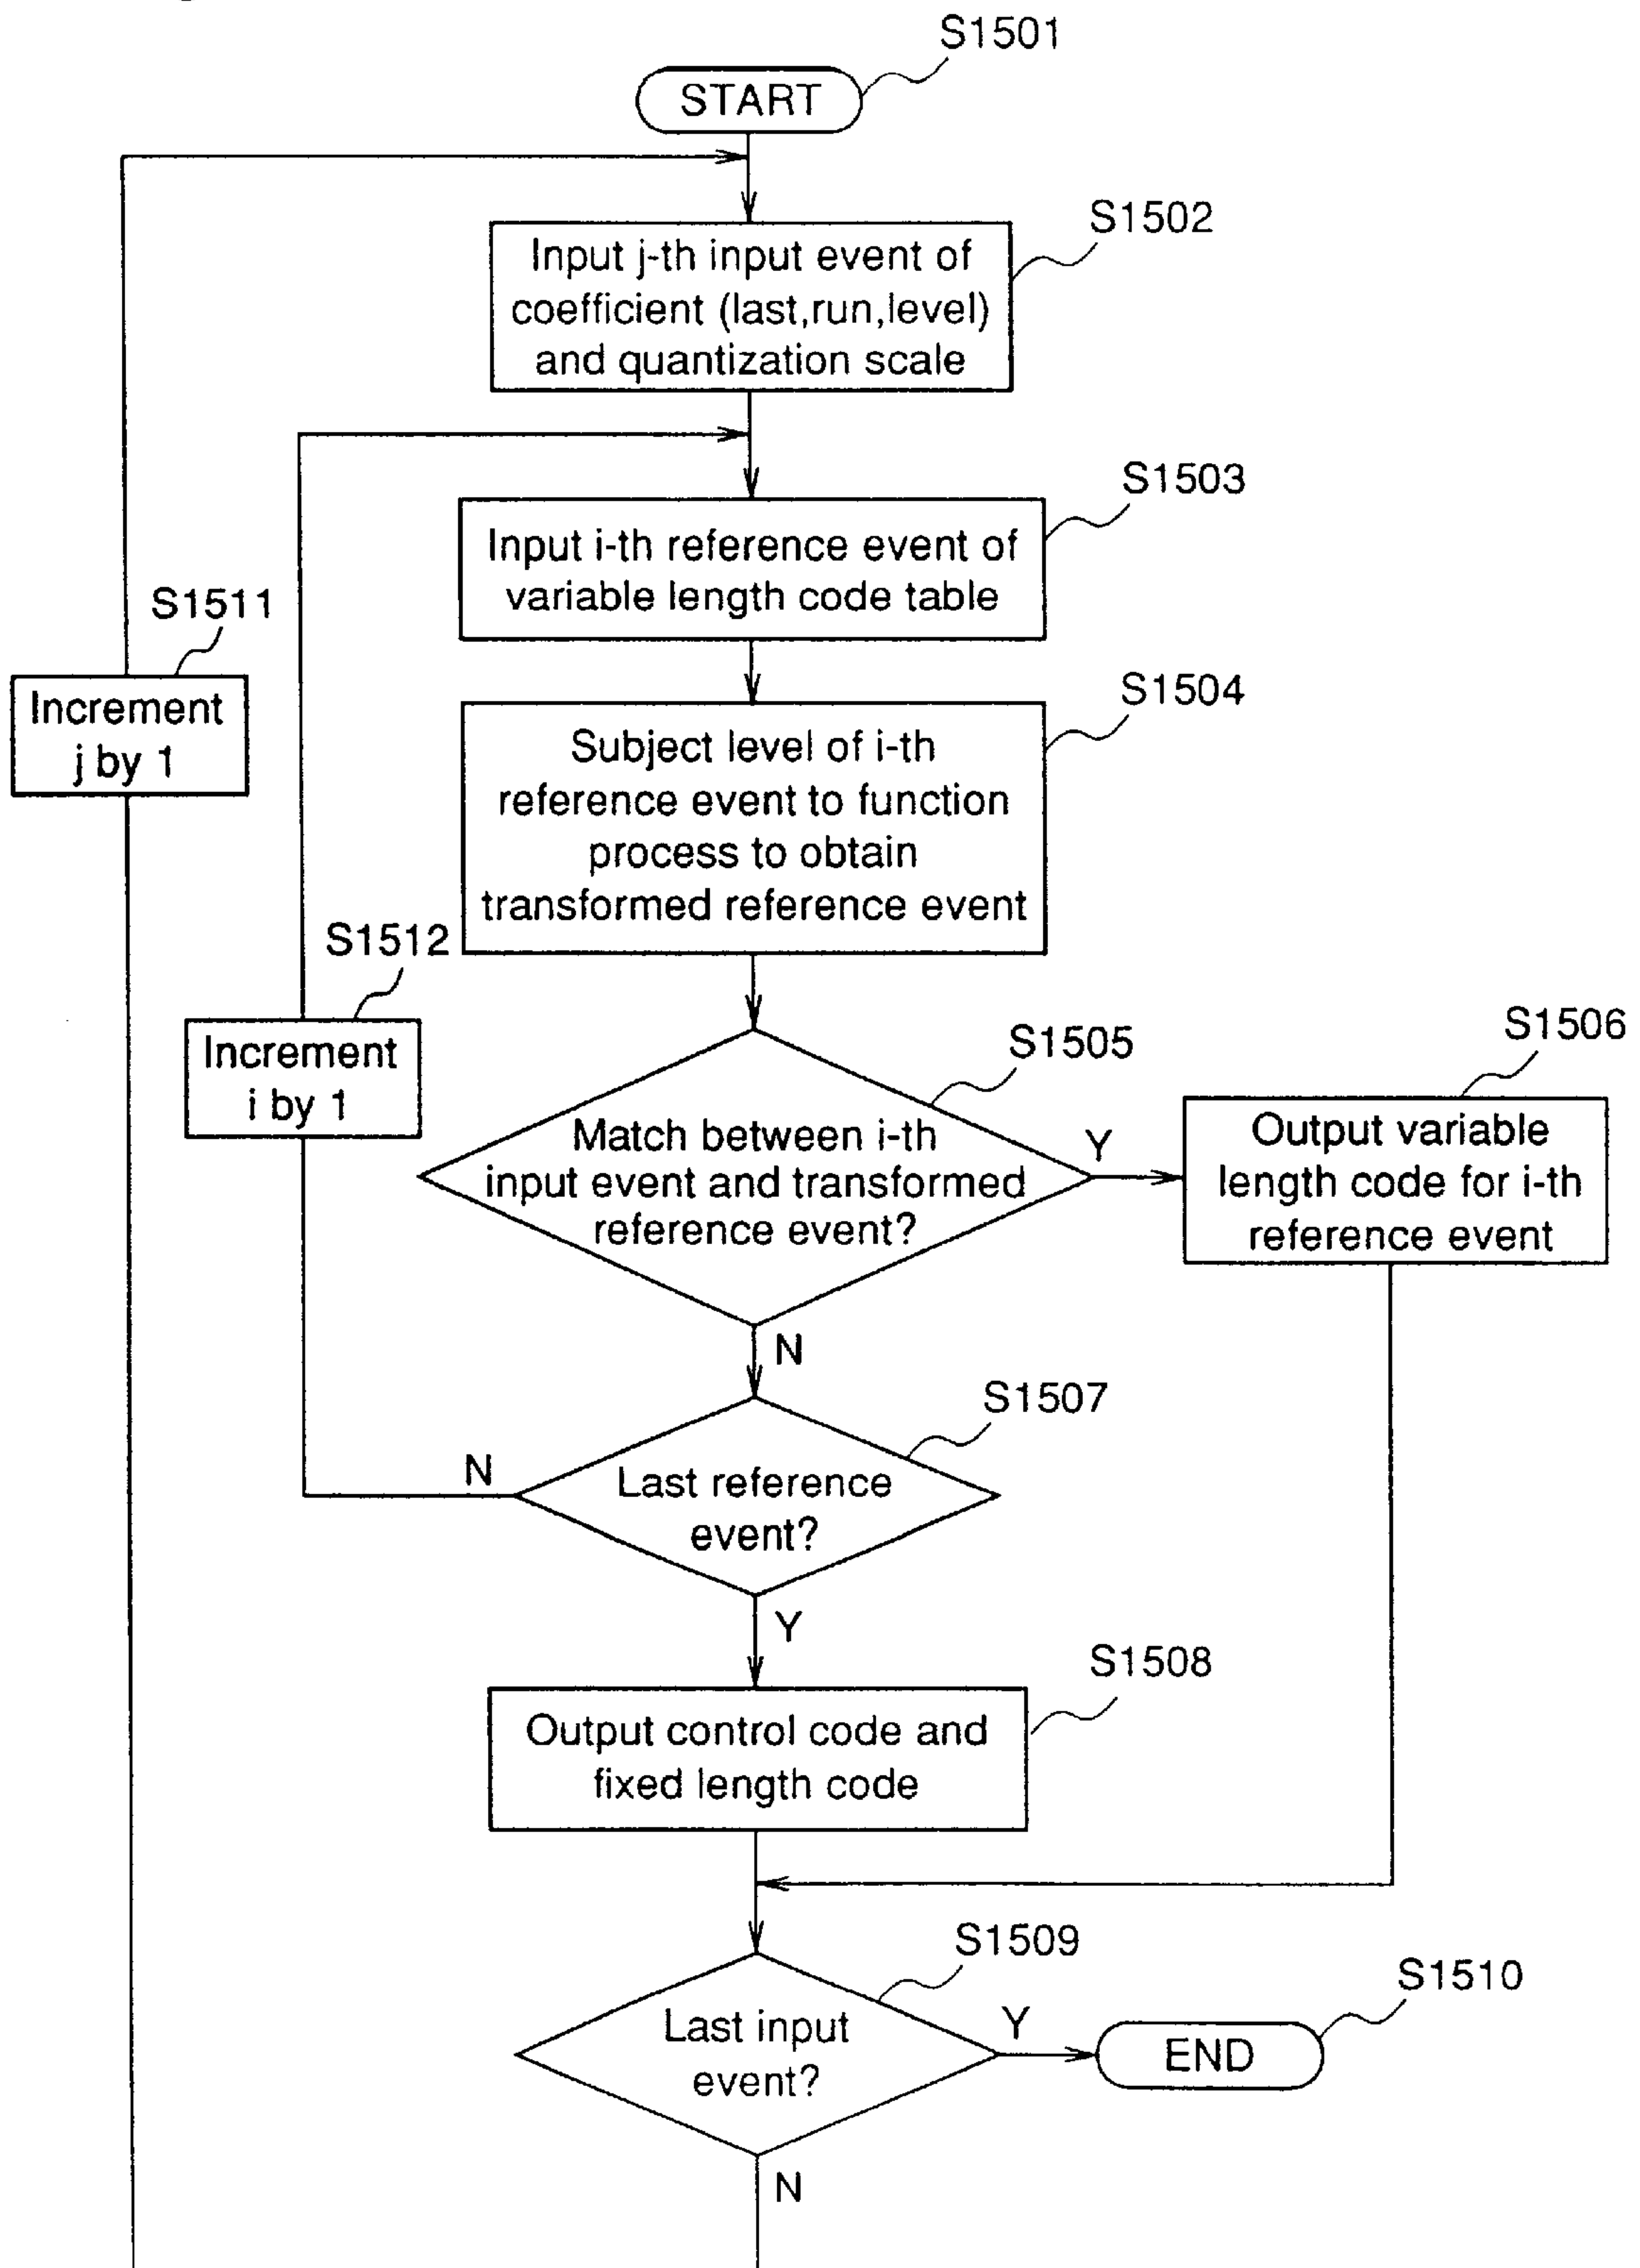 S1501
START
S1502
Input j-th input event of
coefficient (last,run,level)
and quantization scale
S1503
Input i-th reference event of
variable length code table
S1511
Increment
j by 1
S1504
Subject level of i-th
reference event to function
process to obtain
transformed reference event
S1512
Increment
i by 1
S1505
Match between i-th
input event and transformed
reference event?
Y
S1506
Output variable
length code for i-th
reference event
N
S1507
Last reference
event?
N
Y
S1508
Output control code and
fixed length code
S1509
Last input
event?
Y
S1510
END
N